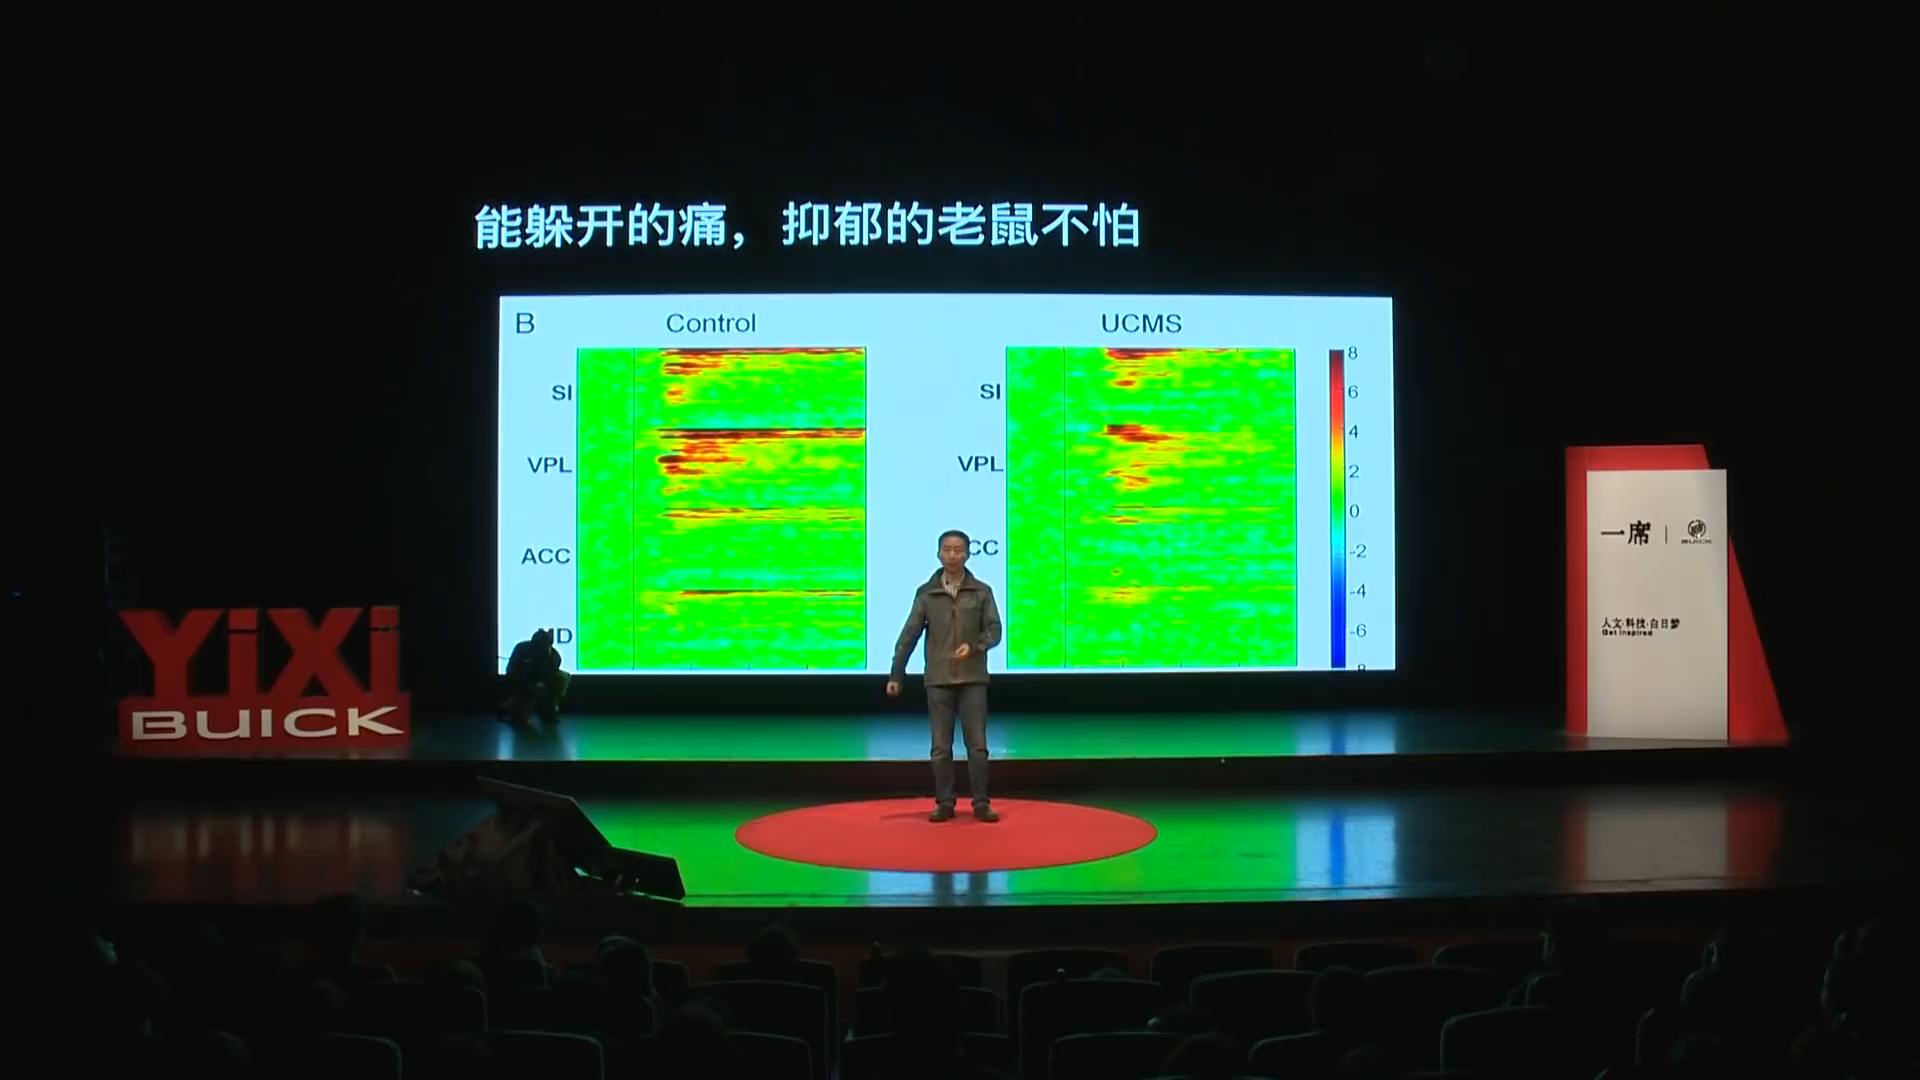 能躲开的痛，抑郁的老鼠不怕
B
Control
UCMS
SI
VPL
ACC
SI
VPL
CC
8
6
4
2
0
-2
-4
-6
YiXi
BUICK
一席
BUICK
人文·科技·白日梦
Get Inspired